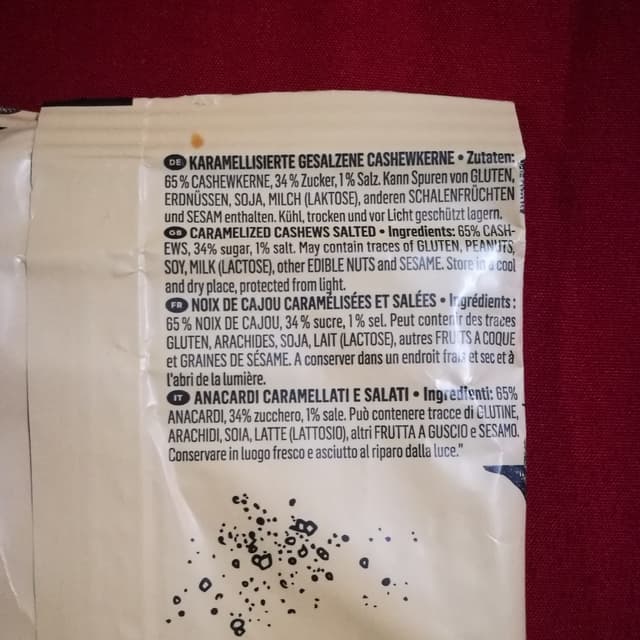 DE KARAMELLISIERTE GESALZENE CASHEWKERNE • Zutaten:
65 % CASHEWKERNE, 34 % Zucker, 1 % Salz. Kann Spuren von GLUTEN,
ERDNÜSSEN, SOJA, MILCH (LAKTOSE), anderen SCHALENFRÜCHTEN
und SESAM enthalten. Kühl, trocken und vor Licht geschützt lagern.
GB CARAMELIZED CASHEWS SALTED • Ingredients: 65% CASH-
EWS, 34% sugar, 1% salt. May contain traces of GLUTEN, PEANUTS,
SOY, MILK (LACTOSE), other EDIBLE NUTS and SESAME. Store in a cool
and dry place, protected from light.
FR NOIX DE CAJOU CARAMÉLISÉES ET SALÉES • Ingrédients :
65 % NOIX DE CAJOU, 34 % sucre, 1 % sel. Peut contenir des traces
GLUTEN, ARACHIDES, SOJA, LAIT (LACTOSE), autres FRUITS A COQUE
et GRAINES DE SÉSAME. A conserver dans un endroit frais et sec et à
l'abri de la lumière.
IT ANACARDI CARAMELLATI E SALATI • Ingredienti: 65%
ANACARDI, 34% zucchero, 1% sale. Può contenere tracce di GLUTINE,
ARACHIDI, SOIA, LATTE (LATTOSIO), altri FRUTTA A GUSCIO e SESAMO.
Conservare in luogo fresco e asciutto al riparo dalla luce."